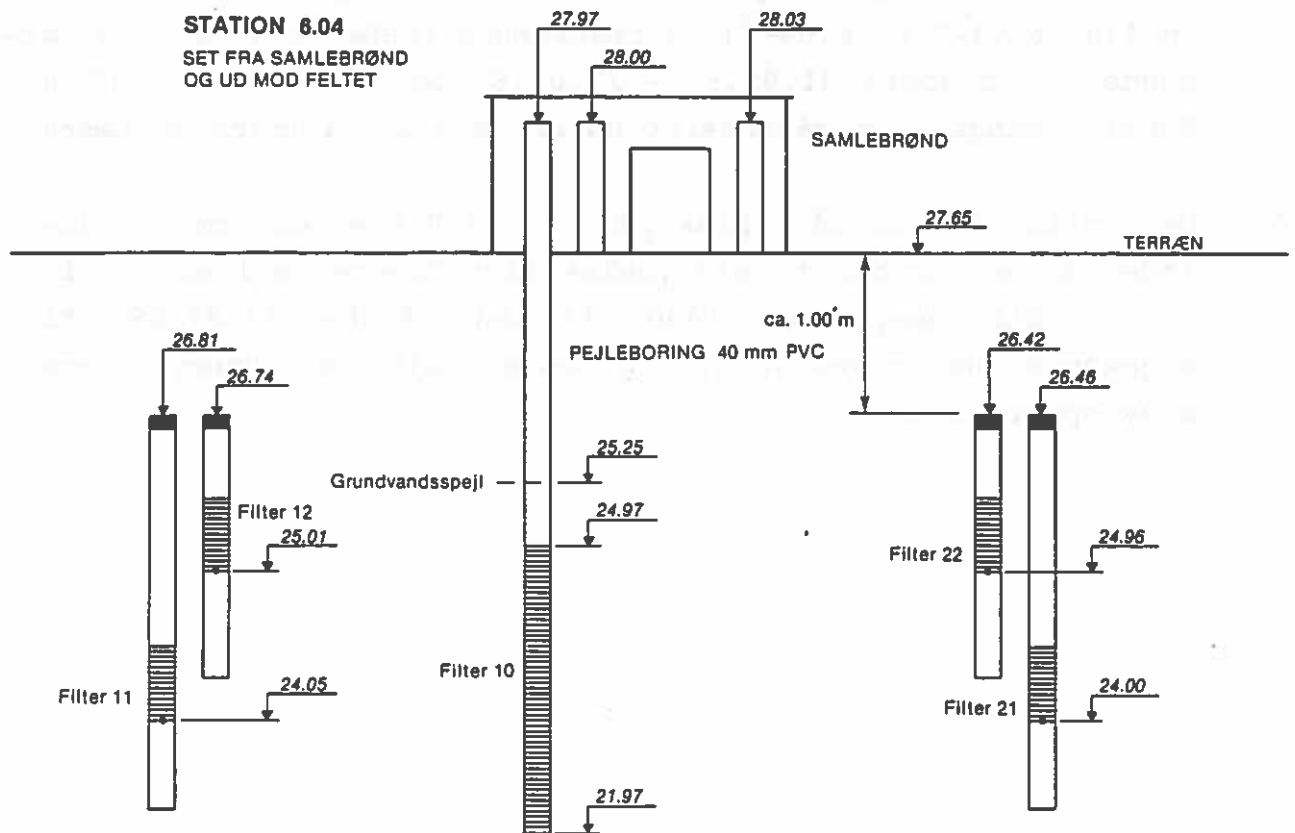 STATION 6.04
SET FRA SAMLEBRØND
OG UD MOD FELTET
27.97
28.00
28.03
SAMLEBRØND
27.65
TERRÆN
ca. 1.00 m
PEJLEBORING 40 mm PVC
26.81
26.74
26.42
26.46
Grundvandsspejl
25.25
24.97
Filter 12
25.01
Filter 22
24.96
Filter 10
Filter 11
24.05
Filter 21
24.00
21.97